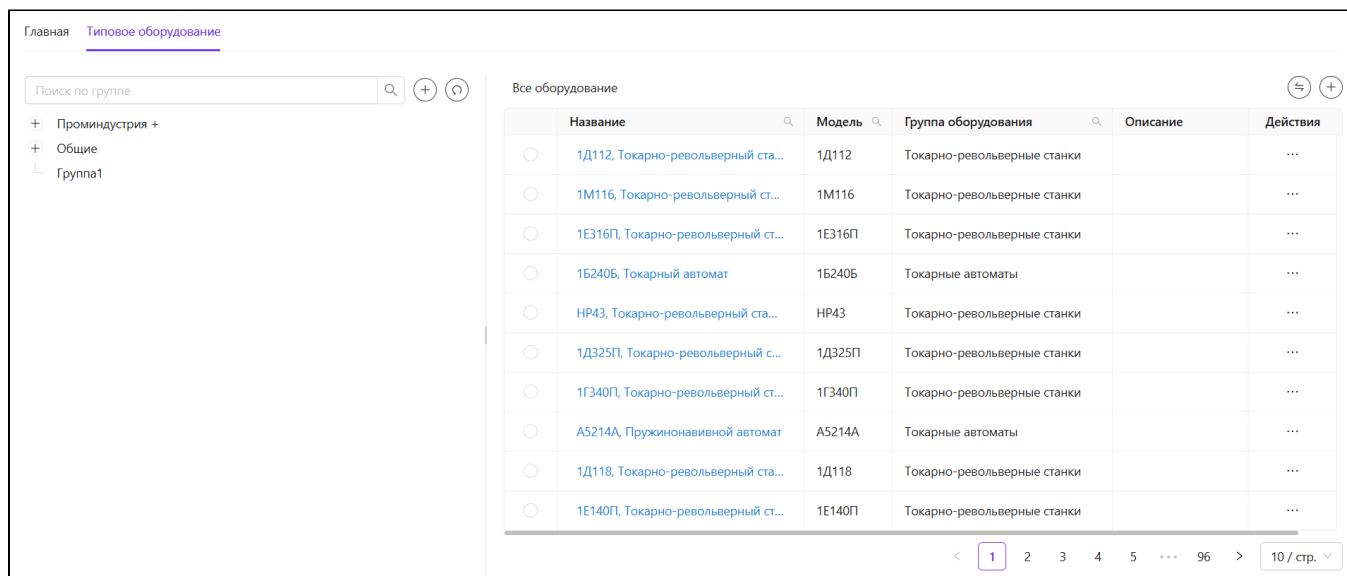 Главная Типовое оборудование
Поиск по группе
Проминдустрия +
Общие
Группа1
Все оборудование
Название Модель Группа оборудования Описание Действия
1Д112, Токарно-револьверный ста... 1Д112 Токарно-револьверные станки ...
1М116, Токарно-револьверный ст... 1М116 Токарно-револьверные станки ...
1Е316П, Токарно-револьверный ст... 1Е316П Токарно-револьверные станки ...
1Б240Б, Токарный автомат 1Б240Б Токарные автоматы ...
НР43, Токарно-револьверный ста... НР43 Токарно-револьверные станки ...
1Д325П, Токарно-револьверный с... 1Д325П Токарно-револьверные станки ...
1Г340П, Токарно-револьверный ст... 1Г340П Токарно-револьверные станки ...
А5214А, Пружинонавивной автомат А5214А Токарные автоматы ...
1Д118, Токарно-револьверный ста... 1Д118 Токарно-револьверные станки ...
1Е140П, Токарно-револьверный ст... 1Е140П Токарно-револьверные станки ...
< 1 2 3 4 5 ••• 96 > 10 / стр.